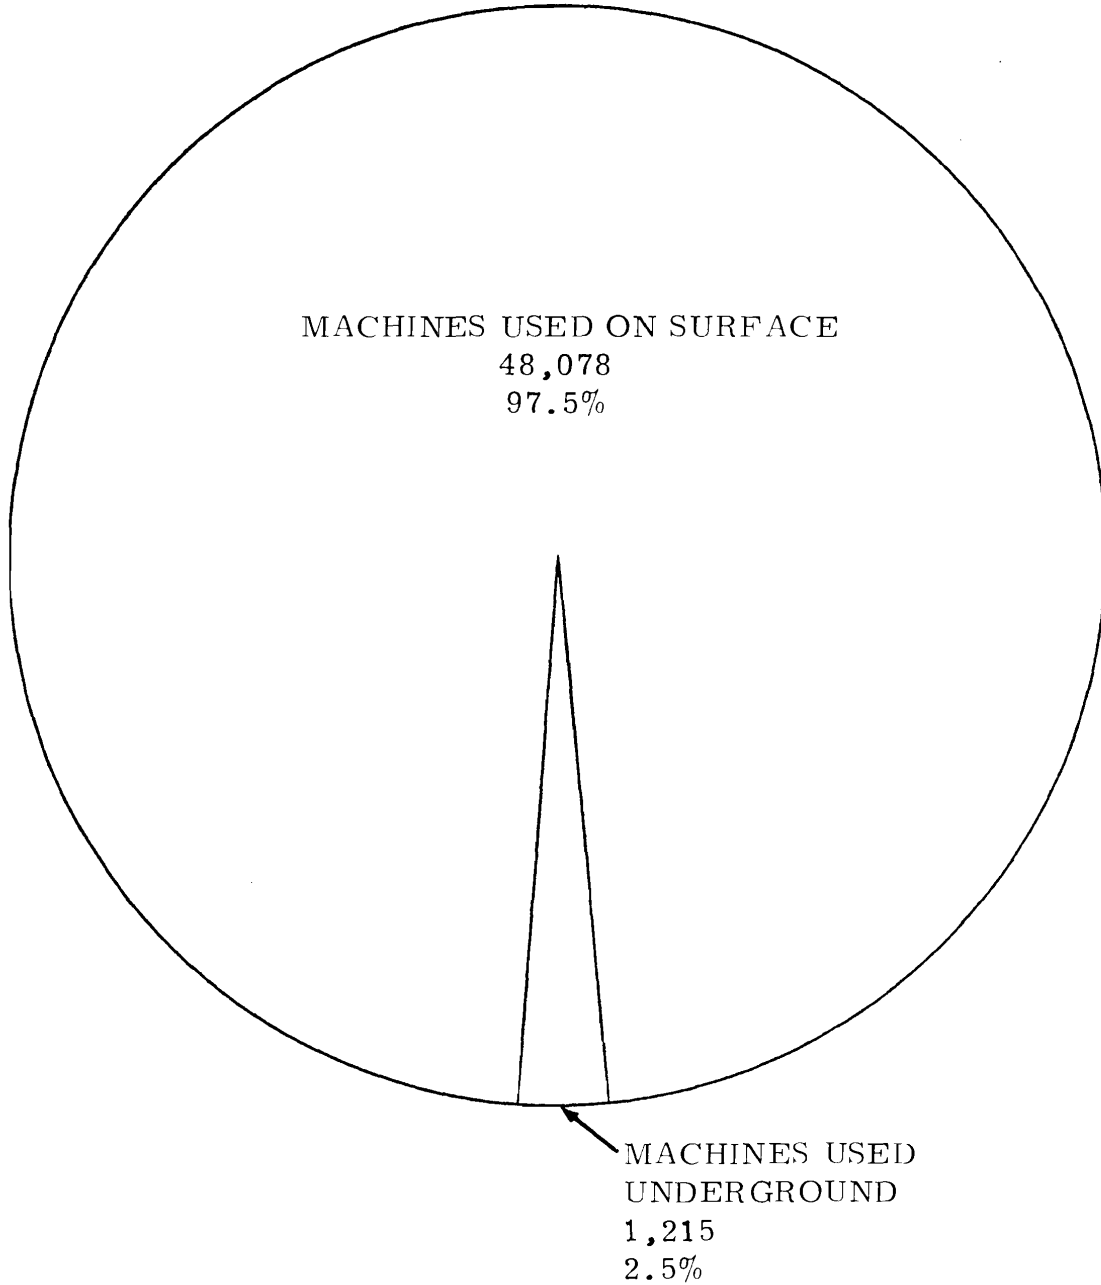 MACHINES USED ON SURFACE
48,078
97.5%
MACHINES USED
UNDERGROUND
1,215
2.5%